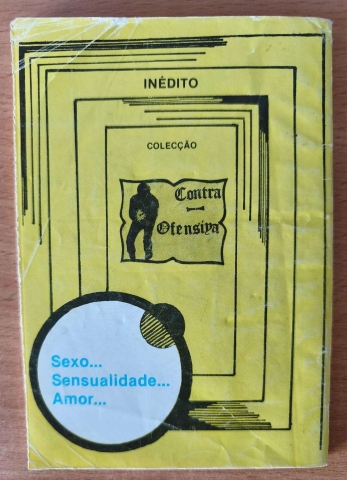 INÉDITO
COLECÇÃO
Contra
Ofensiva
Sexo...
Sensualidade...
Amor...